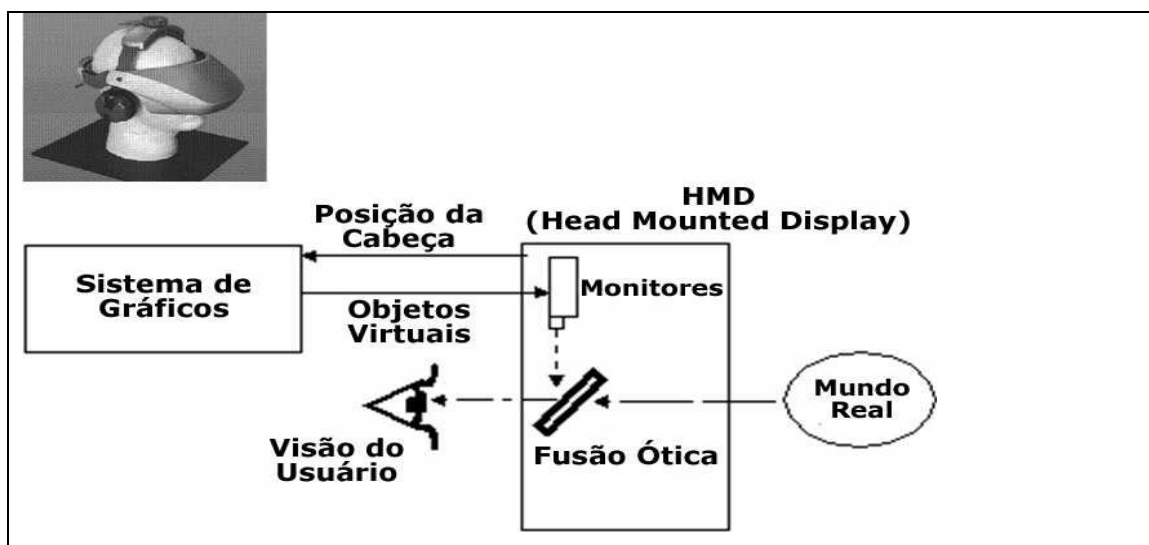 HMD
(Head Mounted Display)
Posição da
Cabeça
Sistema de
Gráficos
Monitores
Objetos
Virtuais
Mundo
Real
Visão do
Usuário
Fusão Ótica